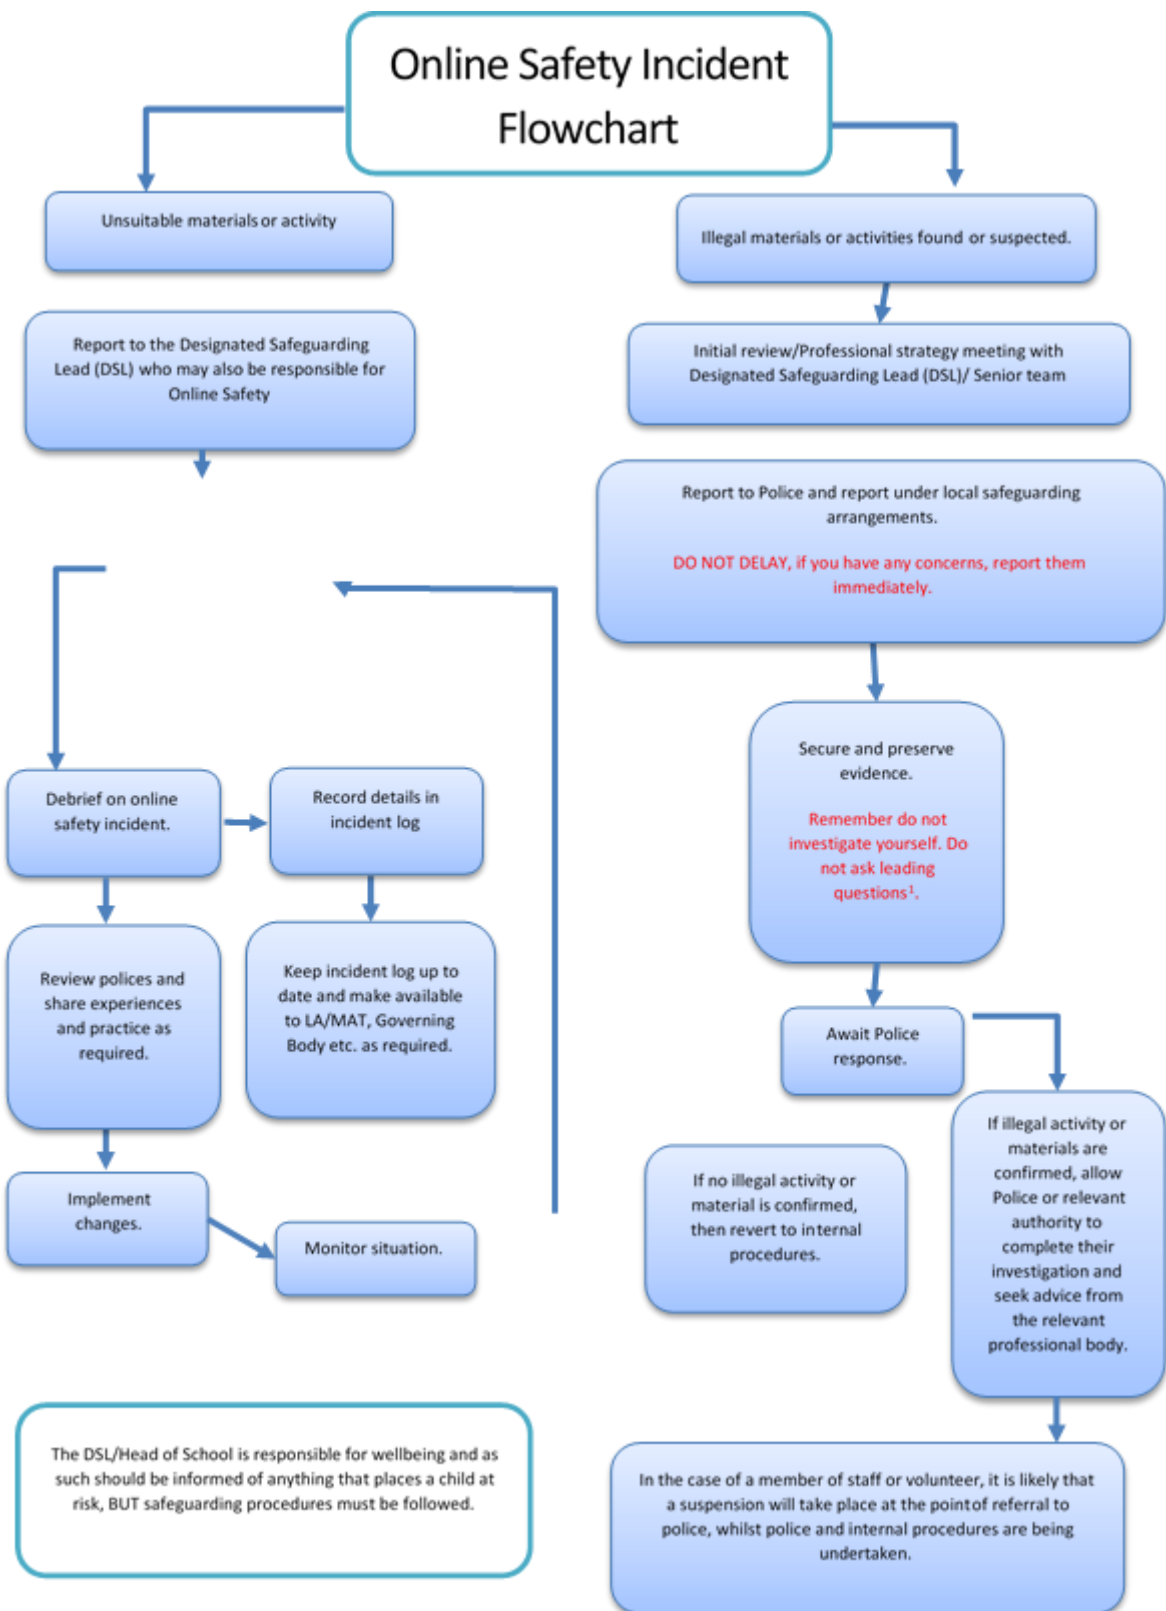 Online Safety Incident
Flowchart
Unsuitable materials or activity
Report to the Designated Safeguarding
Lead (DSL) who may also be responsible for
Online Safety
Debrief on online
safety incident.
Record details in
incident log
Review polices and
share experiences
and practice as
required.
Keep incident log up to
date and make available
to LA/MAT, Governing
Body etc. as required.
Implement
changes.
Monitor situation.
The DSL/Head of School is responsible for wellbeing and as
such should be informed of anything that places a child at
risk, BUT safeguarding procedures must be followed.
Illegal materials or activities found or suspected.
Initial review/Professional strategy meeting with
Designated Safeguarding Lead (DSL)/ Senior team
Report to Police and report under local safeguarding
arrangements.
DO NOT DELAY, if you have any concerns, report them
immediately.
Secure and preserve
evidence.
Remember do not
investigate yourself. Do
not ask leading
questions¹.
Await Police
response.
If no illegal activity or
material is confirmed,
then revert to internal
procedures.
If illegal activity or
materials are
confirmed, allow
Police or relevant
authority to
complete their
investigation and
seek advice from
the relevant
professional body.
In the case of a member of staff or volunteer, it is likely that
a suspension will take place at the point of referral to
police, whilst police and internal procedures are being
undertaken.